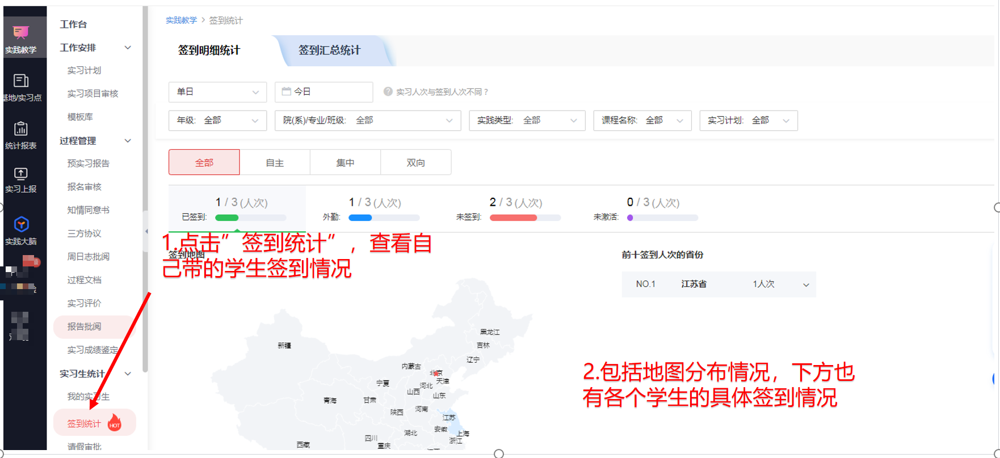 实践教学
基地/实习点
统计报表
实习上报
实践大脑
工作台
工作安排
实习计划
实习项目审核
模板库
过程管理
预实习报告
报名审核
知情同意书
三方协议
周日志批阅
过程文档
实习评价
报告批阅
实习成绩鉴定
实习生统计
我的实习生
签到统计 HOT
请假审批
实践教学 > 签到统计
签到明细统计 签到汇总统计
单日 今日 ? 实习人次与签到人次不同 ?
年级: 全部 院(系)/专业/班级: 全部 实践类型: 全部 课程名称: 全部 实习计划: 全部
全部 自主 集中 双向
1 / 3 (人次) 1 / 3 (人次) 2 / 3 (人次) 0 / 3 (人次)
已签到: 外勤: 未签到: 未激活:
1.点击”签到统计”，查看自
己带的学生签到情况
签到地图
前十签到人次的省份
NO.1 江苏省 1人次
黑龙江
吉林
新疆
辽宁
内蒙古
北京
天津
宁夏
河北
山西
山东
青海
甘肃
河南
陕西
江苏
安徽
湖北
上海
四川
浙江
西藏
重庆
2.包括地图分布情况，下方也
有各个学生的具体签到情况